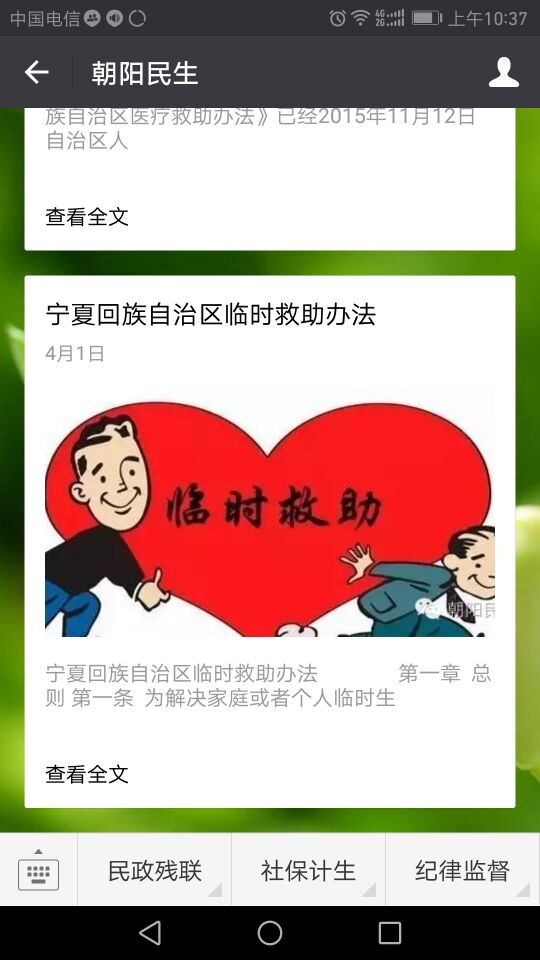 中国电信
4G
2G
上午10:37
朝阳民生
族自治区医疗救助办法》已经2015年11月12日
自治区人
查看全文
宁夏回族自治区临时救助办法
4月1日
临时救助
朝阳民
宁夏回族自治区临时救助办法 第一章 总
则 第一条 为解决家庭或者个人临时生
查看全文
民政残联
社保计生
纪律监督